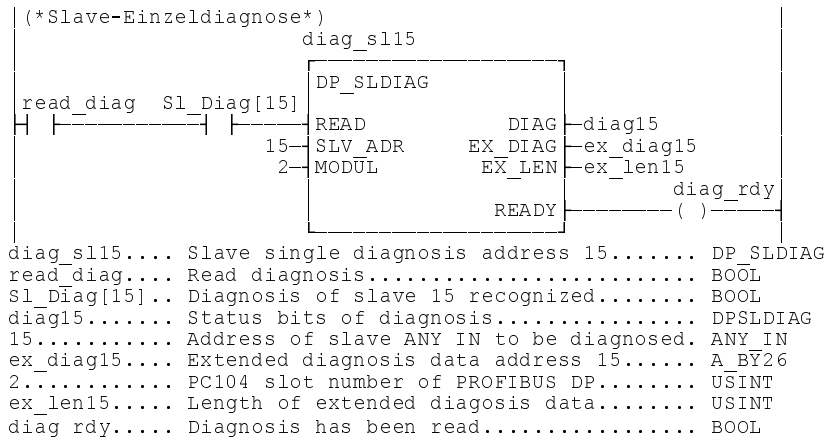 (*Slave-Einzeldiagnose*)
diag_sl15
DP_SLDIAG
read_diag Sl_Diag[15]
READ DIAG diag15
15 SLV_ADR EX_DIAG ex_diag15
2 MODUL EX_LEN ex_len15
diag_rdy
READY ( )
diag_sl15.... Slave single diagnosis address 15....... DP_SLDIAG
read_diag.... Read diagnosis.......................... BOOL
Sl_Diag[15].. Diagnosis of slave 15 recognized........ BOOL
diag15....... Status bits of diagnosis................ DPSLDIAG
15........... Address of slave ANY IN to be diagnosed. ANY_IN
ex_diag15.... Extended diagnosis data address 15...... A_BY26
2............ PC104 slot number of PROFIBUS DP........ USINT
ex_len15..... Length of extended diagosis data........ USINT
diag rdy..... Diagnosis has been read................. BOOL